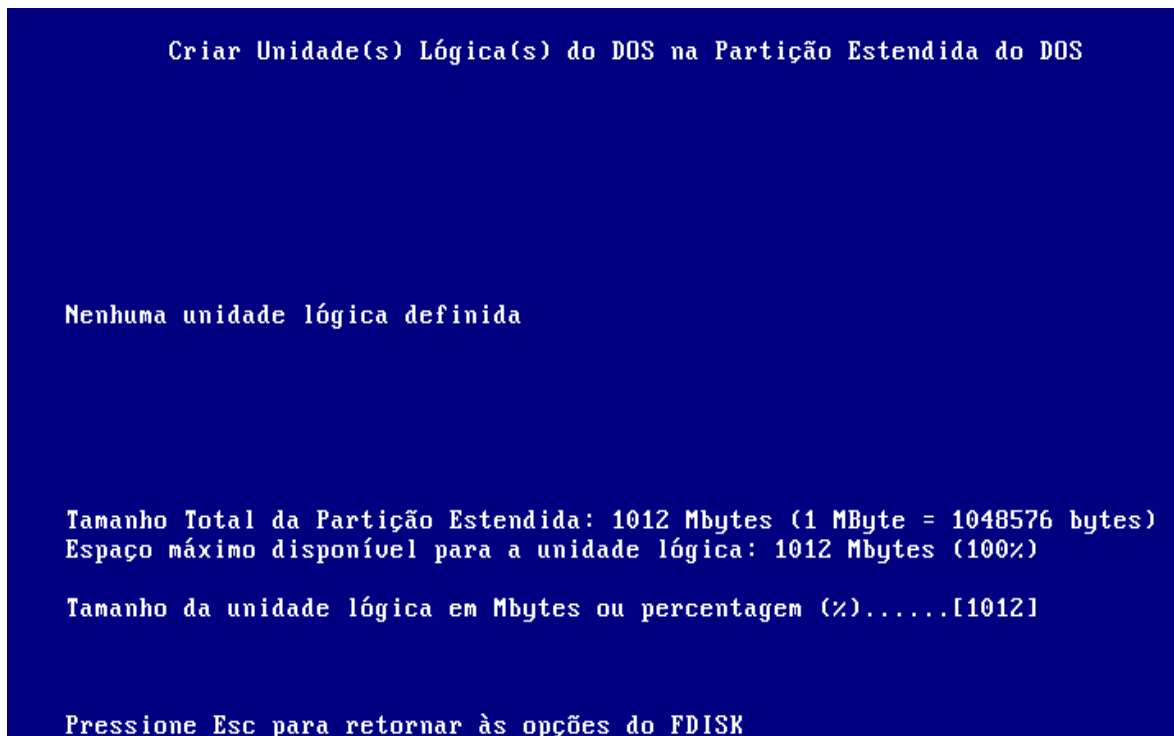 Criar Unidade(s) Lógica(s) do DOS na Partição Estendida do DOS
Nenhuma unidade lógica definida
Tamanho Total da Partição Estendida: 1012 Mbytes (1 MByte = 1048576 bytes)
Espaço máximo disponível para a unidade lógica: 1012 Mbytes (100%)
Tamanho da unidade lógica em Mbytes ou percentagem (%)......[1012]
Pressione Esc para retornar às opções do FDISK